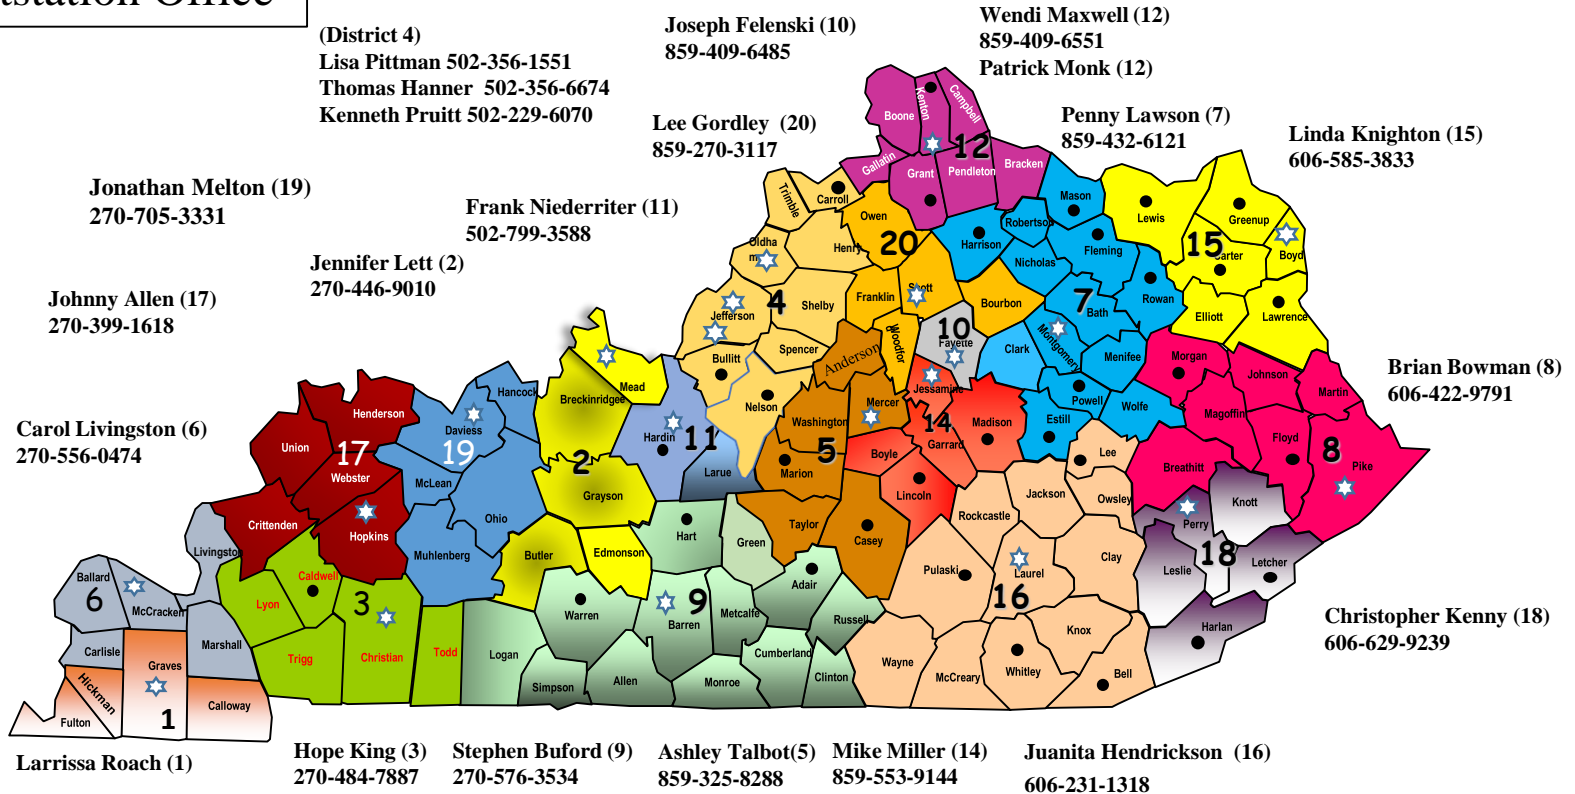 (District 4)
Lisa Pittman 502-356-1551
Thomas Hanner 502-356-6674
Kenneth Pruitt 502-229-6070
Joseph Felenski (10)
859-409-6485
Wendi Maxwell (12)
859-409-6551
Patrick Monk (12)
Lee Gordley (20)
859-270-3117
Penny Lawson (7)
859-432-6121
Linda Knighton (15)
606-585-3833
Jonathan Melton (19)
270-705-3331
Frank Niederriter (11)
502-799-3588
Jennifer Lett (2)
270-446-9010
Johnny Allen (17)
270-399-1618
Brian Bowman (8)
606-422-9791
Carol Livingston (6)
270-556-0474
Christopher Kenny (18)
606-629-9239
Boone
Kenton
Campbell
12
Gallatin
Grant
Pendleton
Bracken
Trimble
Carroll
Owen
20
Henry
Oldha
m
Mason
Robertson
Harrison
Fleming
Nicholas
Lewis
Greenup
15
Carter
Boyd
Elliott
Lawrence
Rowan
7
Bath
Montgomery
Menifee
Clark
Powell
Estill
Wolfe
Franklin
Scott
Bourbon
Woodfor
d
10
Fayette
4
Shelby
Jefferson
Spencer
Bullitt
Nelson
Anderson
Mercer
Washington
5
Marion
Taylor
Casey
Jessamine
14
Garrard
Madison
Boyle
Lincoln
Morgan
Johnson
Martin
Magoffin
Floyd
8
Pike
Breathitt
Knott
Perry
18
Leslie
Letcher
Harlan
Lee
Owsley
Jackson
Rockcastle
Clay
Pulaski
Laurel
16
Knox
Whitley
Bell
Wayne
McCreary
Mead
Breckinridgee
2
Grayson
Butler
Edmonson
Hardin
11
Larue
Hancock
Daviess
19
McLean
Ohio
Muhlenberg
Henderson
Union
17
Webster
Crittenden
Hopkins
Hart
Green
Adair
Warren
9
Barren
Metcalfe
Russell
Logan
Simpson
Allen
Monroe
Cumberland
Clinton
Livingston
Ballard
6
McCracken
Carlisle
Marshall
Caldwell
Lyon
3
Trigg
Christian
Todd
Graves
Hickman
Fulton
1
Calloway
Larrissa Roach (1)
Hope King (3)
270-484-7887
Stephen Buford (9)
270-576-3534
Ashley Talbot(5)
859-325-8288
Mike Miller (14)
859-553-9144
Juanita Hendrickson (16)
606-231-1318